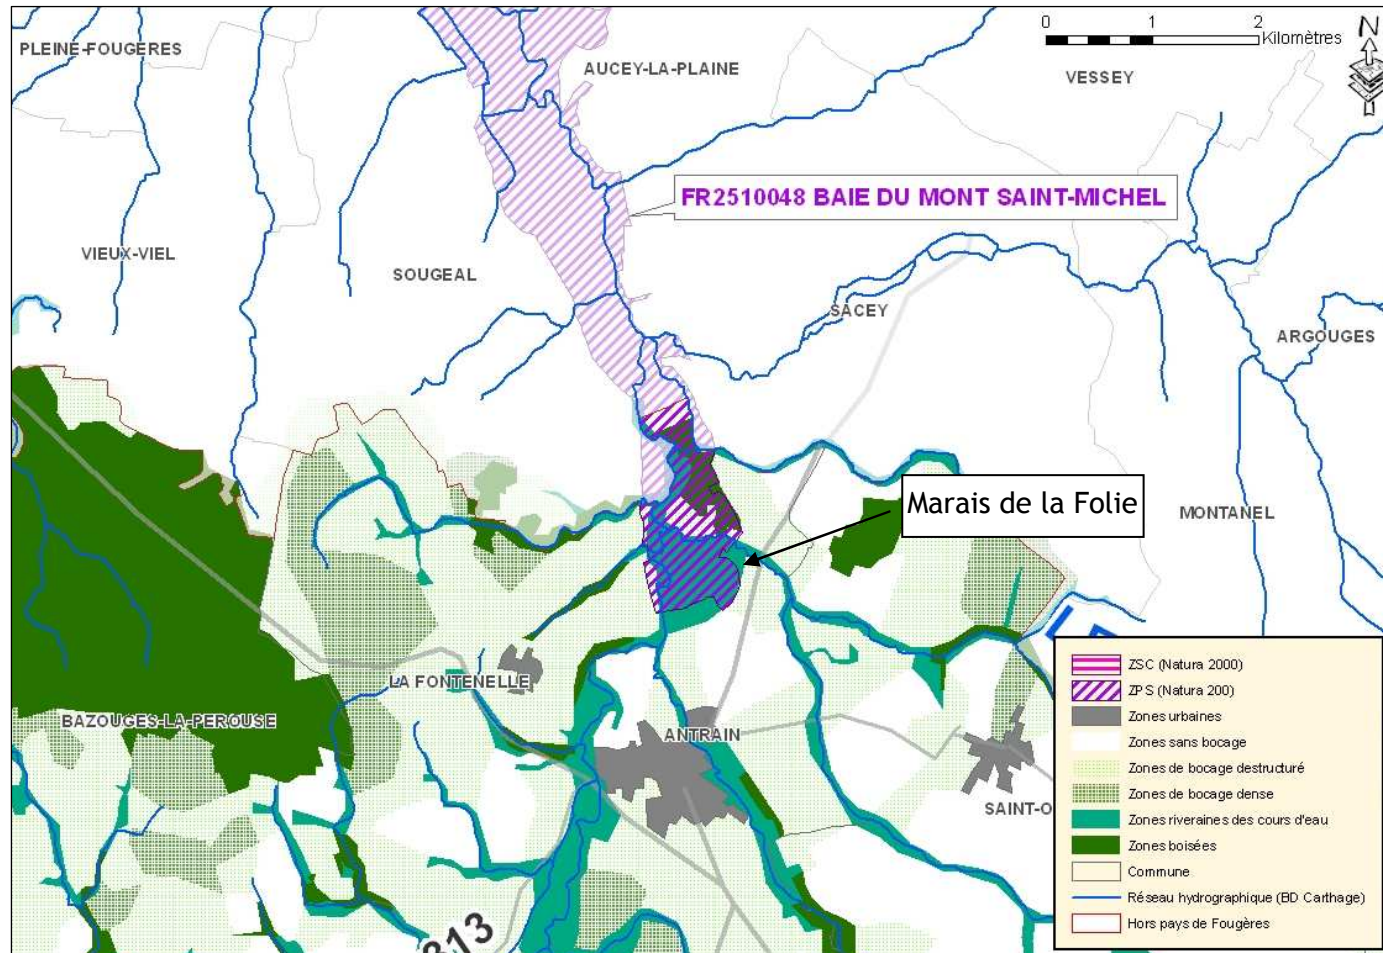 0 1 2
Kilomètres
N
PLEINE-FOUGERES
AUCEY-LA-PLAINE
VESSEY
FR2510048 BAIE DU MONT SAINT-MICHEL
VIEUX-VIEL
SOUGEAL
SACEY
ARGOUGES
Marais de la Folie
MONTANEL
LA FONTENELLE
BAZOUGES-LA-PEROUSE
ANTRAIN
SAINT-O
813
ZSC (Natura 2000)
ZPS (Natura 200)
Zones urbaines
Zones sans bocage
Zones de bocage destructuré
Zones de bocage dense
Zones riveraines des cours d'eau
Zones boisées
Commune
Réseau hydrographique (BD Carthage)
Hors pays de Fougères